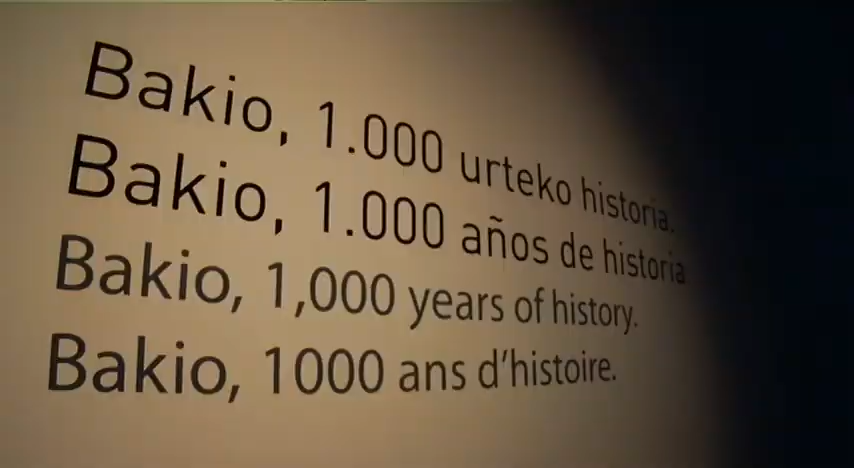 Bakio, 1.000 urteko historia.
Bakio, 1.000 años de historia
Bakio, 1,000 years of history.
Bakio, 1000 ans d'histoire.